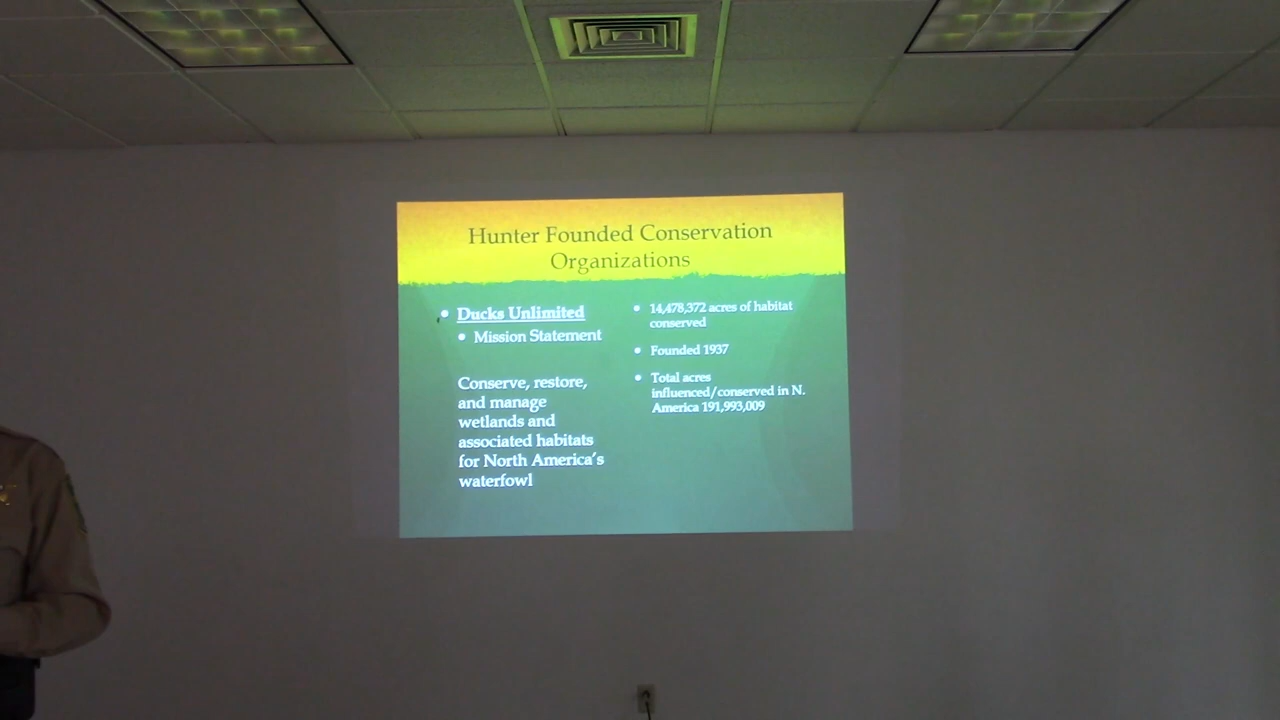 Hunter Founded Conservation
Organizations
• Ducks Unlimited
• Mission Statement
Conserve, restore,
and manage
wetlands and
associated habitats
for North America's
waterfowl
• 14,478,372 acres of habitat
conserved
• Founded 1937
• Total acres
influenced/conserved in N.
America 191,993,009